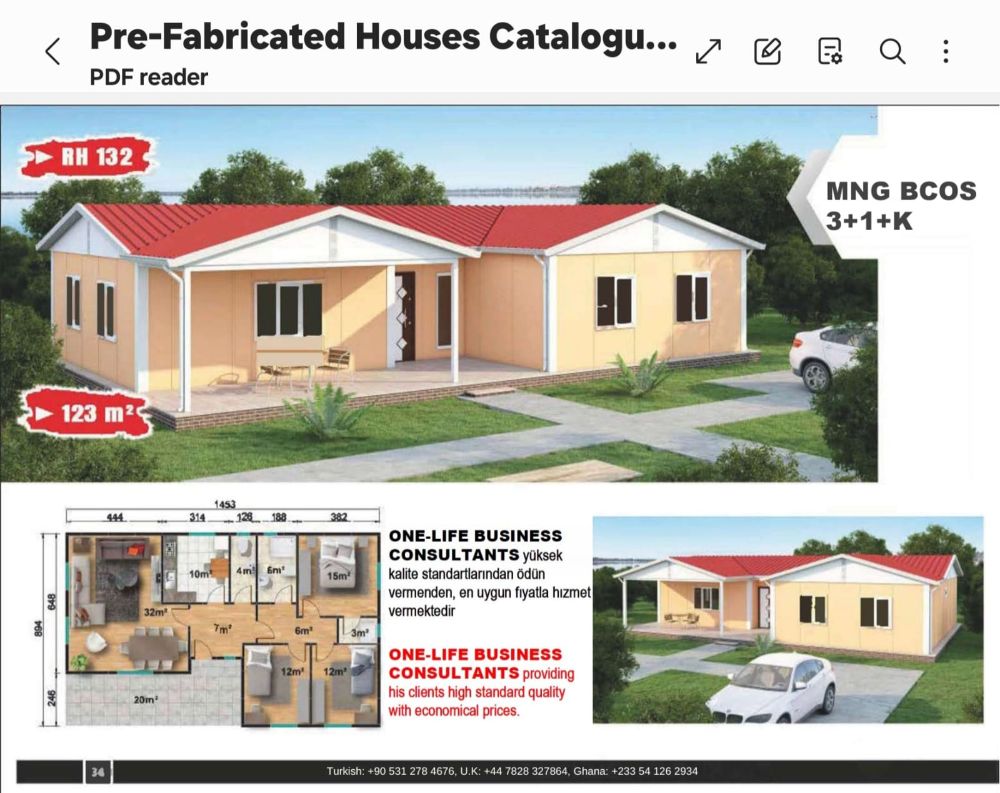 Pre-Fabricated Houses Catalogu...
PDF reader
RH 132
MNG BCOS
3+1+K
123 m²
1453
444 314 126 188 382
894
648
246
10m²
4m²
6m²
15m²
32m²
7m²
6m²
3m²
12m²
12m²
20m²
ONE-LIFE BUSINESS
CONSULTANTS yüksek
kalite standartlarından ödün
vermenden, en uygun fiyatla hızmet
vermektedir
ONE-LIFE BUSINESS
CONSULTANTS providing
his clients high standard quality
with economical prices.
34
Turkish: +90 531 278 4676, U.K: +44 7828 327864, Ghana: +233 54 126 2934